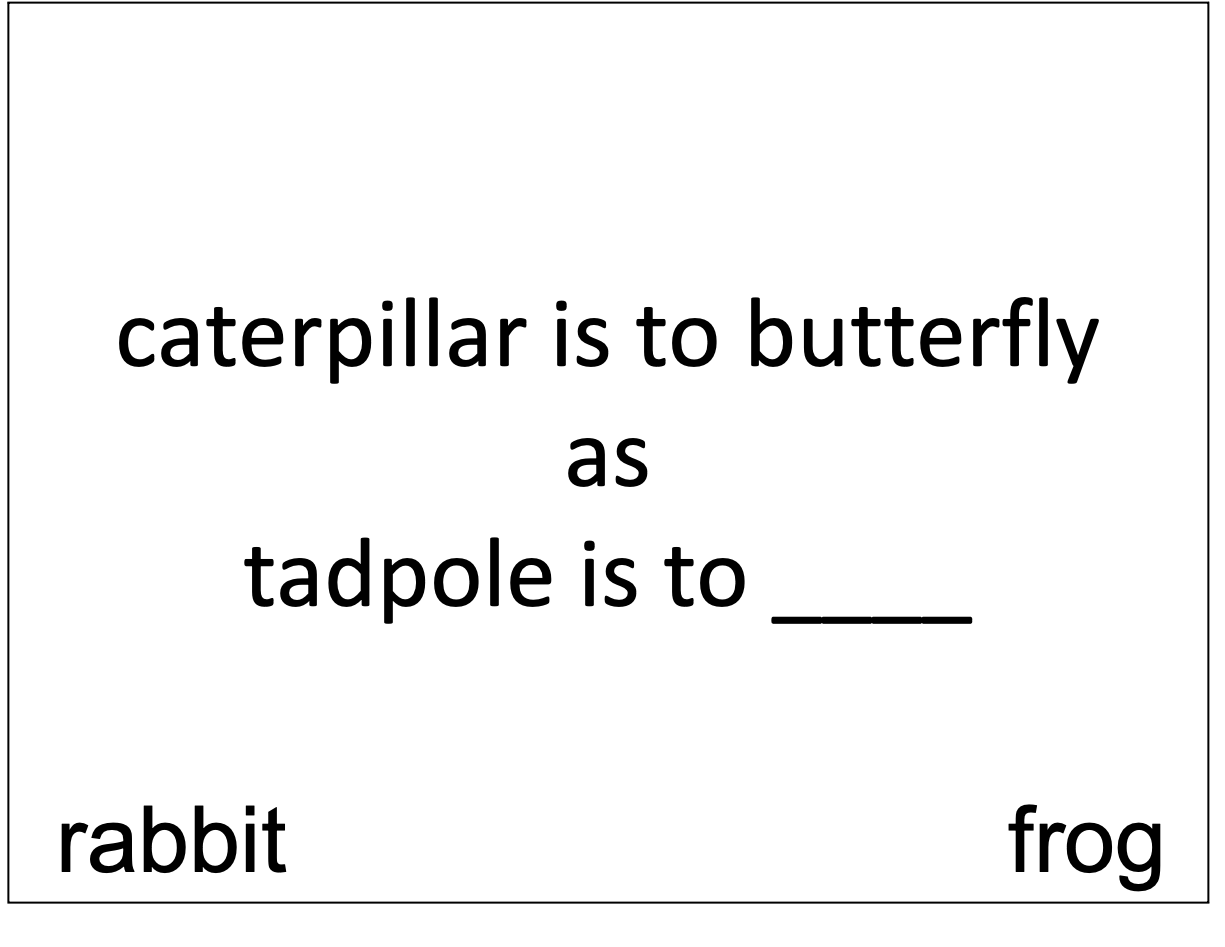 caterpillar is to butterfly
as
tadpole is to ____
rabbit frog